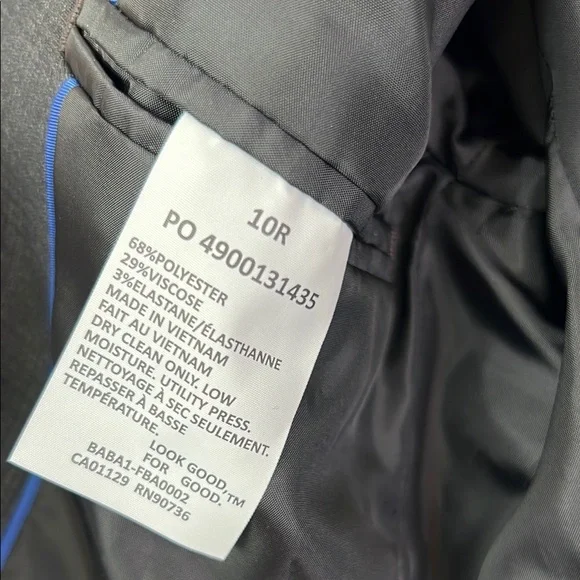 10R
PO 4900131435
68%POLYESTER
29%VISCOSE
3%ELASTANE/ÉLASTHANNE
MADE IN VIETNAM
FAIT AU VIETNAM
DRY CLEAN ONLY. LOW
MOISTURE. UTILITY PRESS.
NETTOYAGE À SEC SEULEMENT.
REPASSER À BASSE
TEMPÉRATURE.
LOOK GOOD
FOR GOOD.™
BABA1-FBA0002
CA01129 RN90736